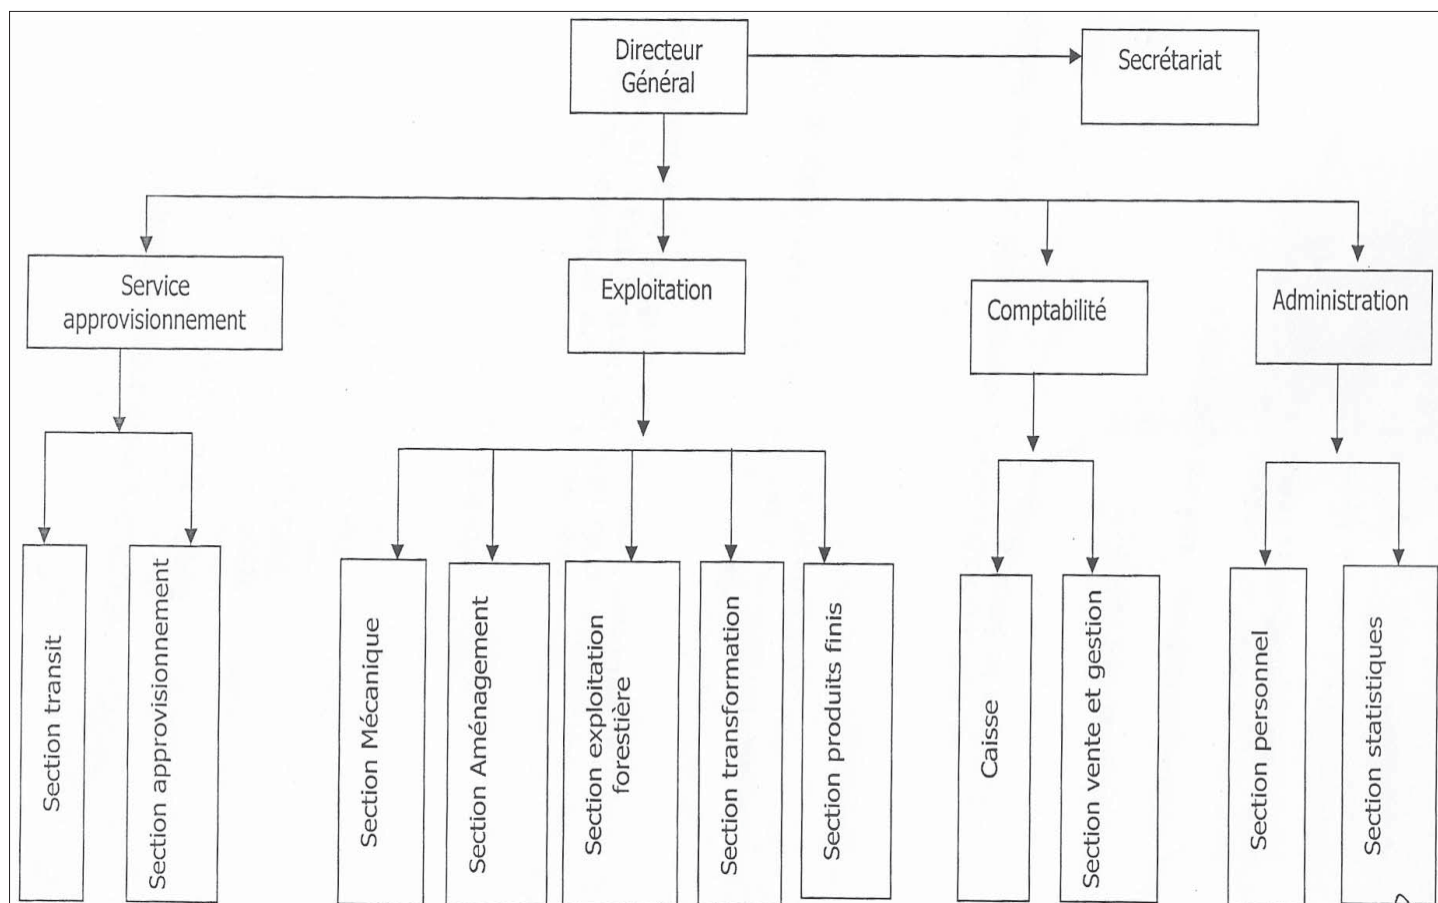 Directeur
Général
Secrétariat
Service
approvisionnement
Exploitation
Comptabilité
Administration
Section transit
Section approvisionnement
Section Mécanique
Section Aménagement
Section exploitation
forestière
Section transformation
Section produits finis
Caisse
Section vente et gestion
Section personnel
Section statistiques